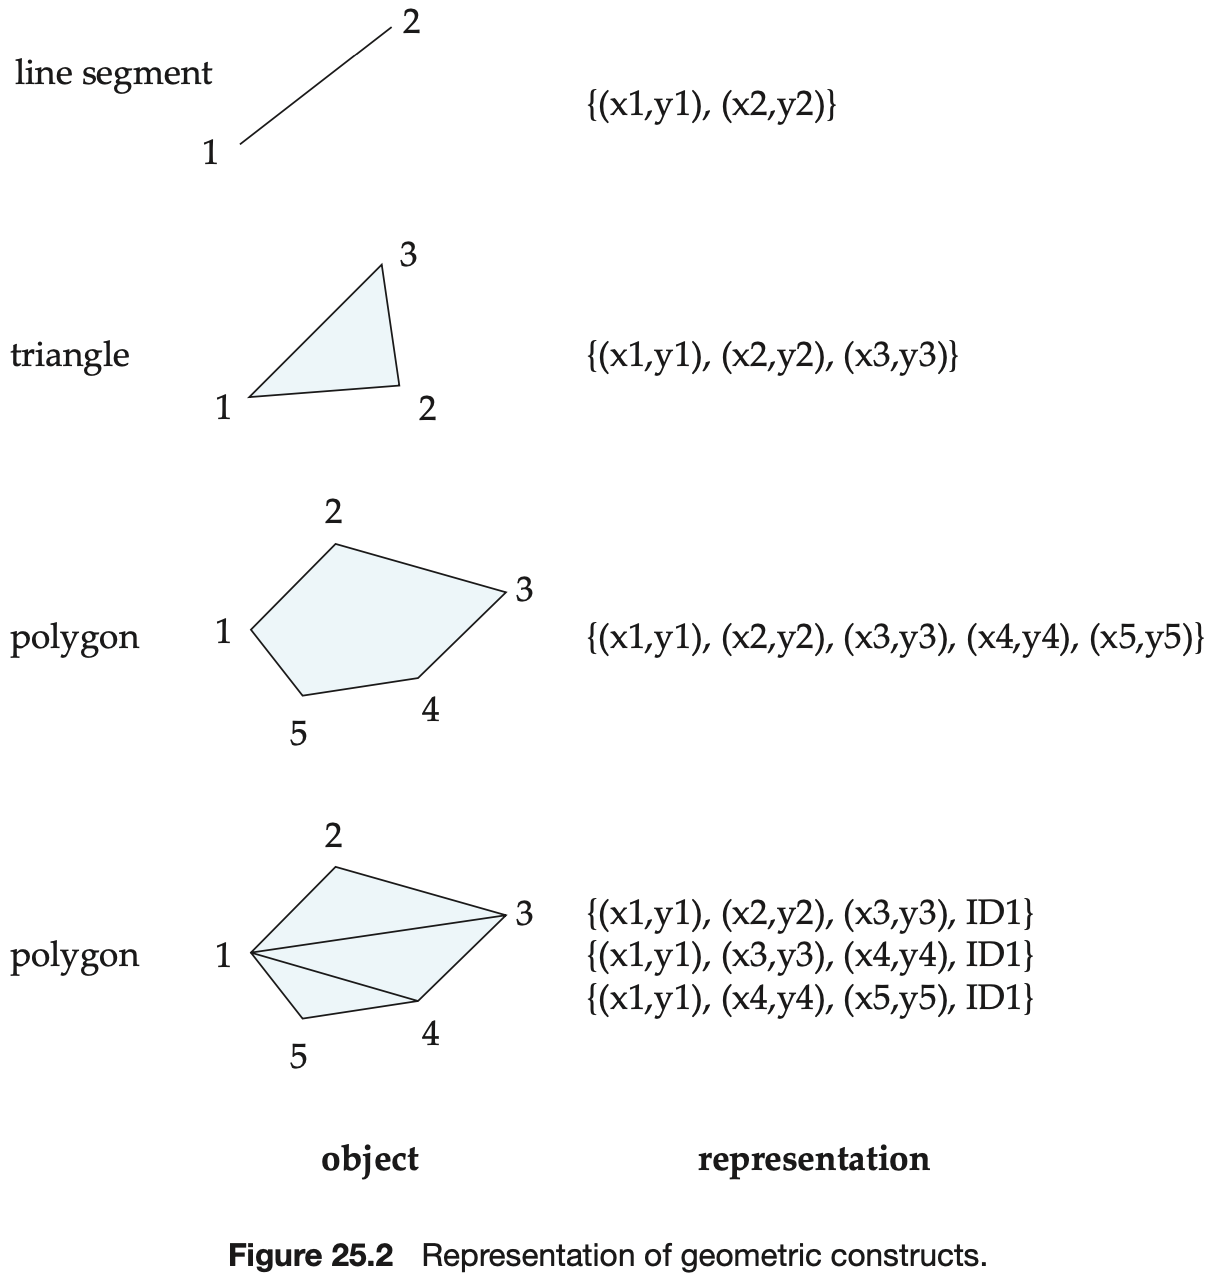 2
line segment
{(x1,y1), (x2,y2)}
1
3
triangle
{(x1,y1), (x2,y2), (x3,y3)}
1
2
2
3
polygon
1
{(x1,y1), (x2,y2), (x3,y3), (x4,y4), (x5,y5)}
4
5
2
3
{(x1,y1), (x2,y2), (x3,y3), ID1}
polygon
1
{(x1,y1), (x3,y3), (x4,y4), ID1}
{(x1,y1), (x4,y4), (x5,y5), ID1}
4
5
object representation
Figure 25.2 Representation of geometric constructs.